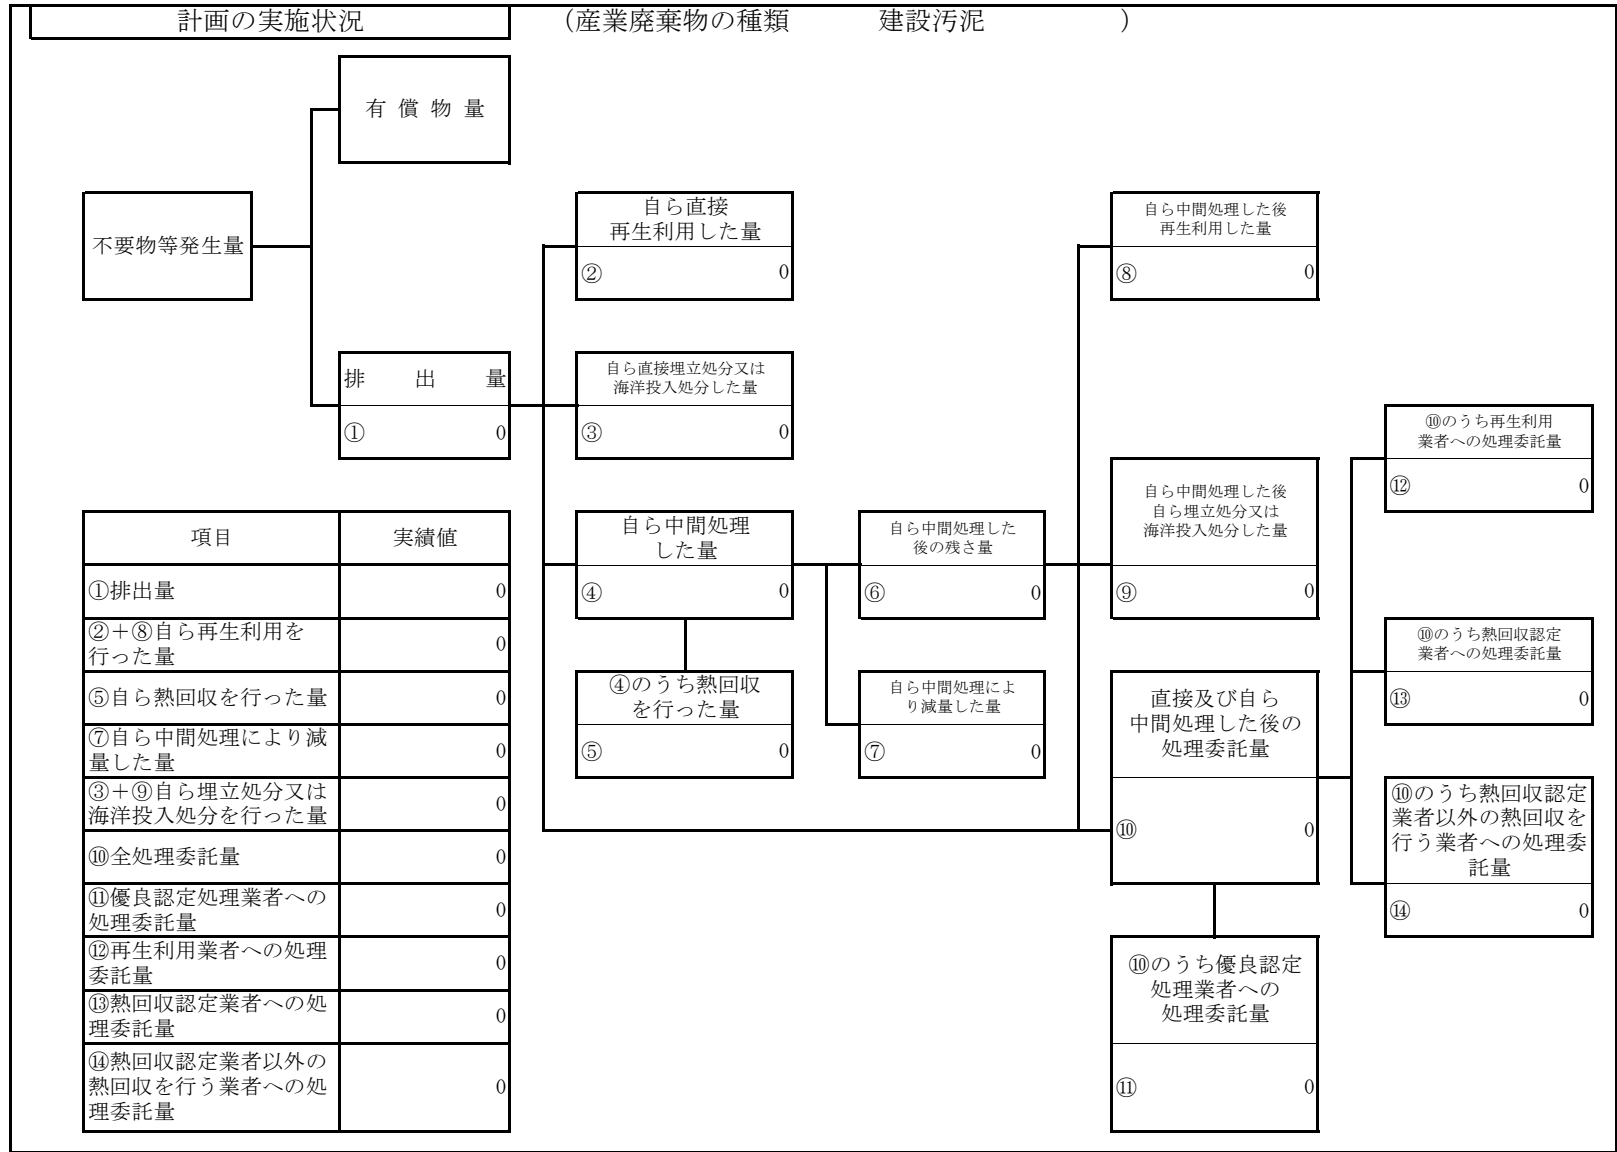 計画の実施状況
（産業廃棄物の種類 建設汚泥 ）
有償物量
不要物等発生量
排出量
① 0
自ら直接
再生利用した量
② 0
自ら直接埋立処分又は
海洋投入処分した量
③ 0
自ら中間処理
した量
④ 0
④のうち熱回収
を行った量
⑤ 0
自ら中間処理した
後の残さ量
⑥ 0
自ら中間処理によ
り減量した量
⑦ 0
自ら中間処理した後
再生利用した量
⑧ 0
自ら中間処理した後
自ら埋立処分又は
海洋投入処分した量
⑨ 0
直接及び自ら
中間処理した後の
処理委託量
⑩ 0
⑩のうち優良認定
処理業者への
処理委託量
⑪ 0
⑩のうち再生利用
業者への処理委託量
⑫ 0
⑩のうち熱回収認定
業者への処理委託量
⑬ 0
⑩のうち熱回収認定
業者以外の熱回収を
行う業者への処理委
託量
⑭ 0
項目 実績値
①排出量 0
②＋⑧自ら再生利用を
行った量 0
⑤自ら熱回収を行った量 0
⑦自ら中間処理により減
量した量 0
③＋⑨自ら埋立処分又は
海洋投入処分を行った量 0
⑩全処理委託量 0
⑪優良認定処理業者への
処理委託量 0
⑫再生利用業者への処理
委託量 0
⑬熱回収認定業者への処
理委託量 0
⑭熱回収認定業者以外の
熱回収を行う業者への処
理委託量 0